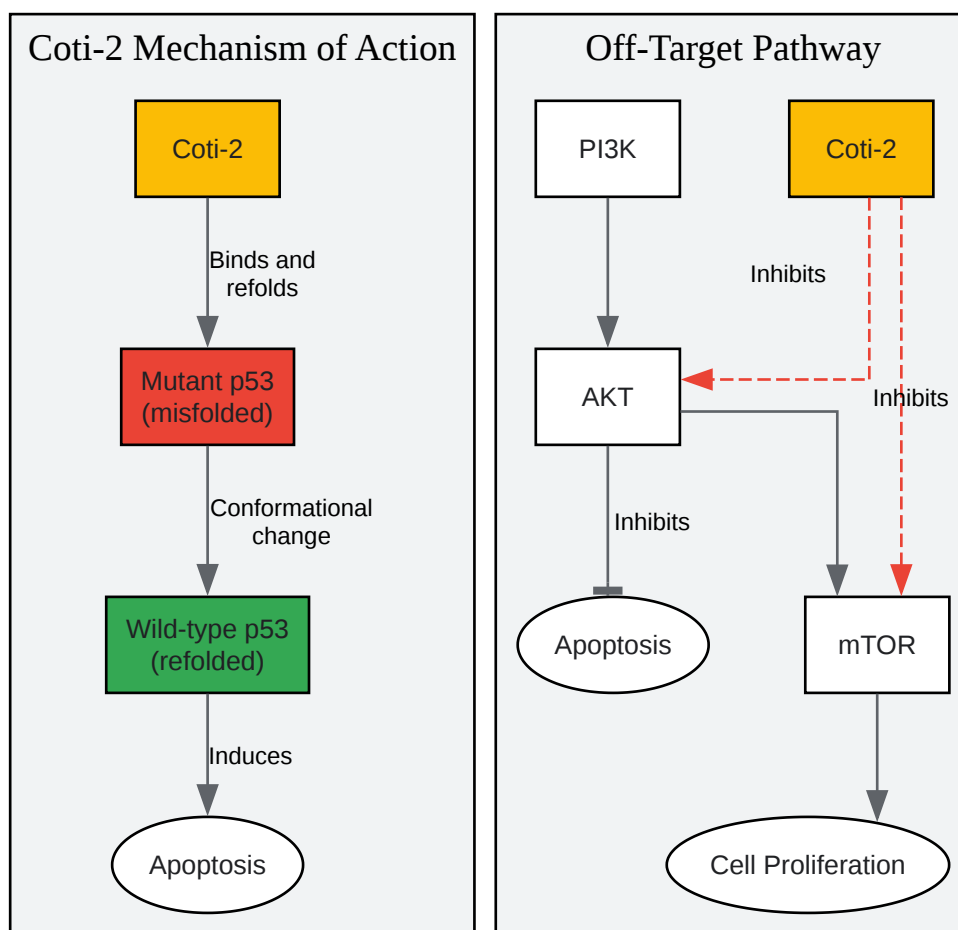 Coti-2 Mechanism of Action
Coti-2
Binds and
refolds
Mutant p53
(misfolded)
Conformational
change
Wild-type p53
(refolded)
Induces
Apoptosis
Off-Target Pathway
PI3K
Coti-2
Inhibits
AKT
Inhibits
Inhibits
Apoptosis
mTOR
Cell Proliferation